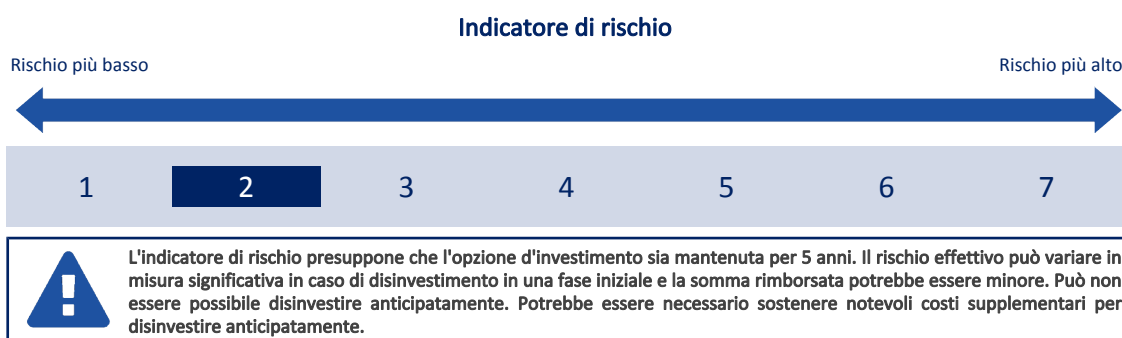 Indicatore di rischio
Rischio più basso
Rischio più alto
1 2 3 4 5 6 7
L'indicatore di rischio presuppone che l'opzione d'investimento sia mantenuta per 5 anni. Il rischio effettivo può variare in
misura significativa in caso di disinvestimento in una fase iniziale e la somma rimborsata potrebbe essere minore. Può non
essere possibile disinvestire anticipatamente. Potrebbe essere necessario sostenere notevoli costi supplementari per
disinvestire anticipatamente.